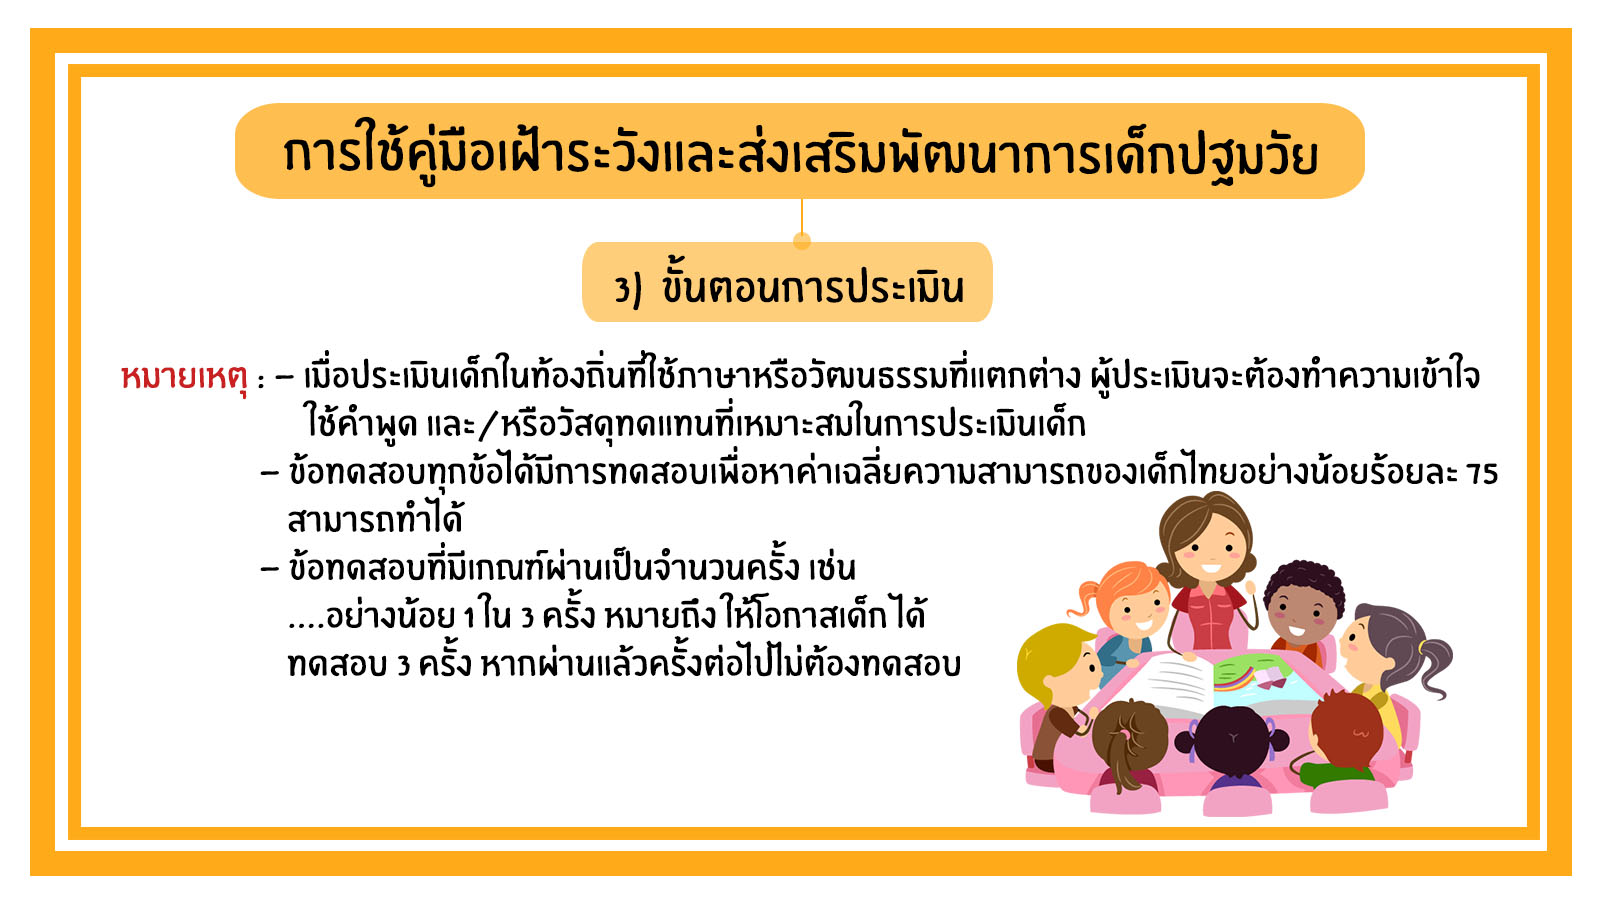 การใช้คู่มือเฝ้าระวังและส่งเสริมพัฒนาการเด็กปฐมวัย
3) ขั้นตอนการประเมิน
หมายเหตุ : – เมื่อประเมินเด็กในท้องถิ่นที่ใช้ภาษาหรือวัฒนธรรมที่แตกต่าง ผู้ประเมินจะต้องทำความเข้าใจ
ใช้คำพูด และ/หรือวัสดุทดแทนที่เหมาะสมในการประเมินเด็ก
– ข้อทดสอบทุกข้อได้มีการทดสอบเพื่อหาค่าเฉลี่ยความสามารถของเด็กไทยอย่างน้อยร้อยละ 75
สามารถทำได้
– ข้อทดสอบที่มีเกณฑ์ผ่านเป็นจำนวนครั้ง เช่น
....อย่างน้อย 1 ใน 3 ครั้ง หมายถึง ให้โอกาสเด็ก ได้
ทดสอบ 3 ครั้ง หากผ่านแล้วครั้งต่อไปไม่ต้องทดสอบ